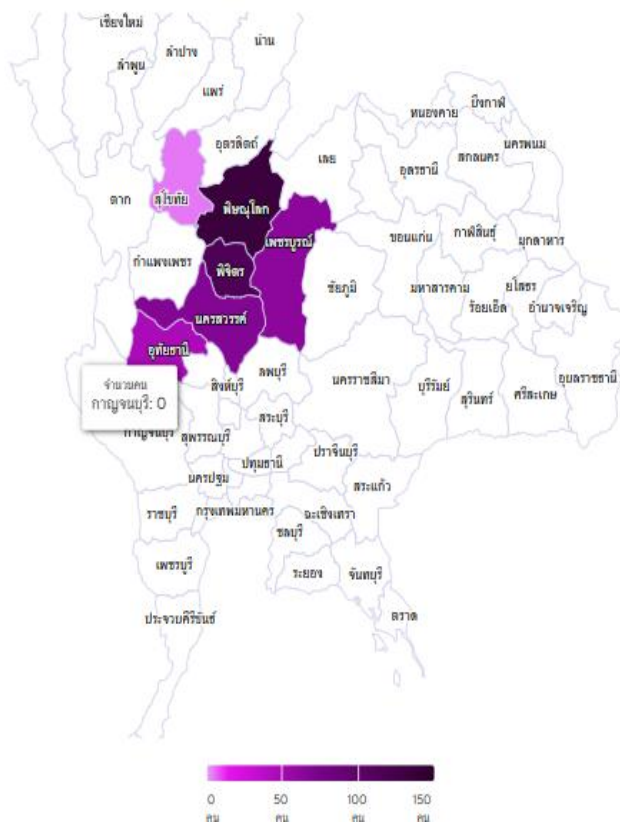 เชียงใหม่
น่าน
ลำปาง
ลำพูน
แพร่
บึงกาฬ
หนองคาย
อุตรดิตถ์
เลย
นครพนม
สกลนคร
อุดรธานี
ตาก
สุโขทัย
พิษณุโลก
เพชรบูรณ์
ขอนแก่น
กาฬสินธุ์
มุกดาหาร
กำแพงเพชร
พิจิตร
ชัยภูมิ
มหาสารคาม
ยโสธร
ร้อยเอ็ด
อำนาจเจริญ
นครสวรรค์
อุทัยธานี
ลพบุรี
นครราชสีมา
บุรีรัมย์
สุรินทร์
ศรีสะเกษ
อุบลราชธานี
จำนวนคน
กาญจนบุรี: 0
สิงห์บุรี
สระบุรี
กาญจนบุรี
สุพรรณบุรี
ปราจีนบุรี
ปทุมธานี
นครปฐม
สระแก้ว
ราชบุรี
กรุงเทพมหานคร
ฉะเชิงเทรา
ชลบุรี
เพชรบุรี
ระยอง
จันทบุรี
ประจวบคีรีขันธ์
ตราด
0 50 100 150
คน คน คน คน